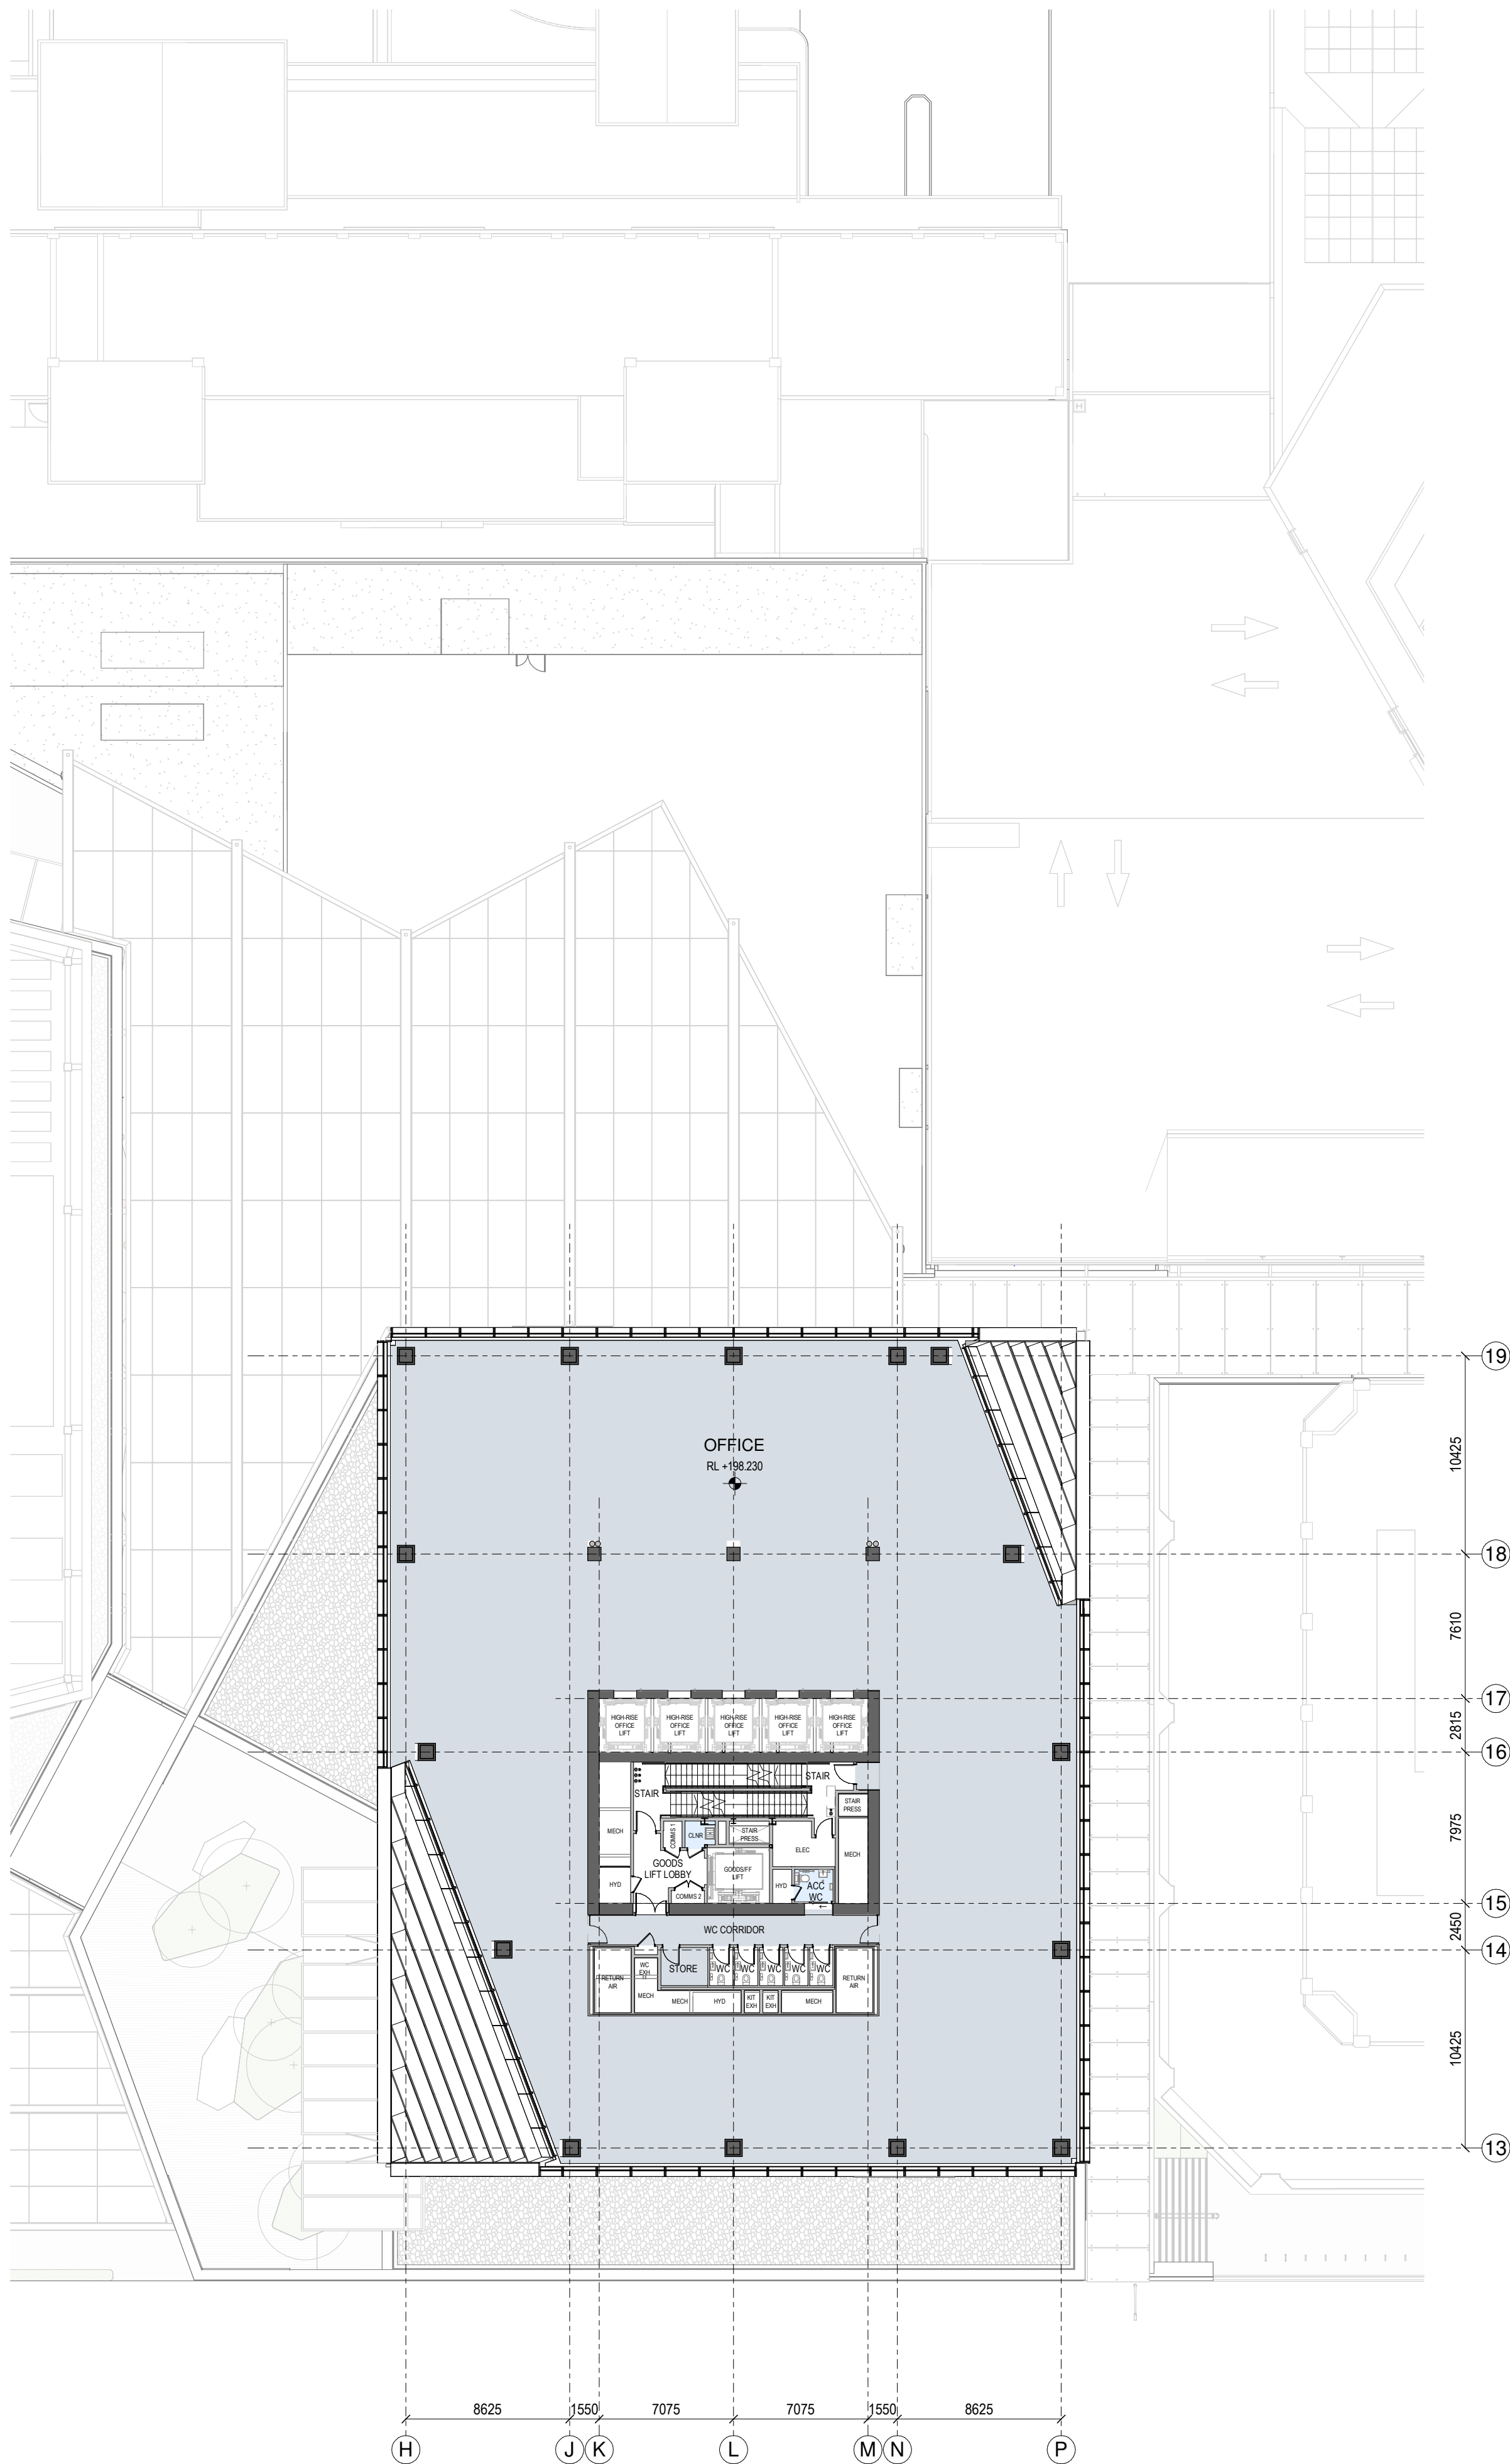 19
10425
OFFICE
RL +198.230
18
7610
17
2815
HIGH-RISE
OFFICE
LIFT
HIGH-RISE
OFFICE
LIFT
HIGH-RISE
OFFICE
LIFT
HIGH-RISE
OFFICE
LIFT
HIGH-RISE
OFFICE
LIFT
16
STAIR
STAIR
STAIR
PRESS
7975
MECH
COMMS 1
CLNR
STAIR
PRESS
ELEC
MECH
GOODS
LIFT LOBBY
GOODS/FF
LIFT
HYD
HYD
ACC
WC
COMMS 2
15
WC CORRIDOR
2450
14
RETURN
AIR
WC
EXH
STORE
WC
WC
WC
WC
WC
RETURN
AIR
MECH
MECH
HYD
KIT
EXH
KIT
EXH
MECH
10425
13
8625
1550
7075
7075
1550
8625
H
J
K
L
M
N
P